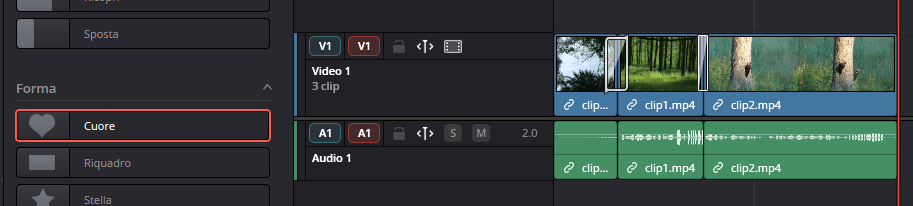 Sposta
Forma
Cuore
Riquadro
Stella
V1 V1
Video 1
3 clip
clip... clip1.mp4 clip2.mp4
A1 A1 S M 2.0
Audio 1
clip... clip1.mp4 clip2.mp4